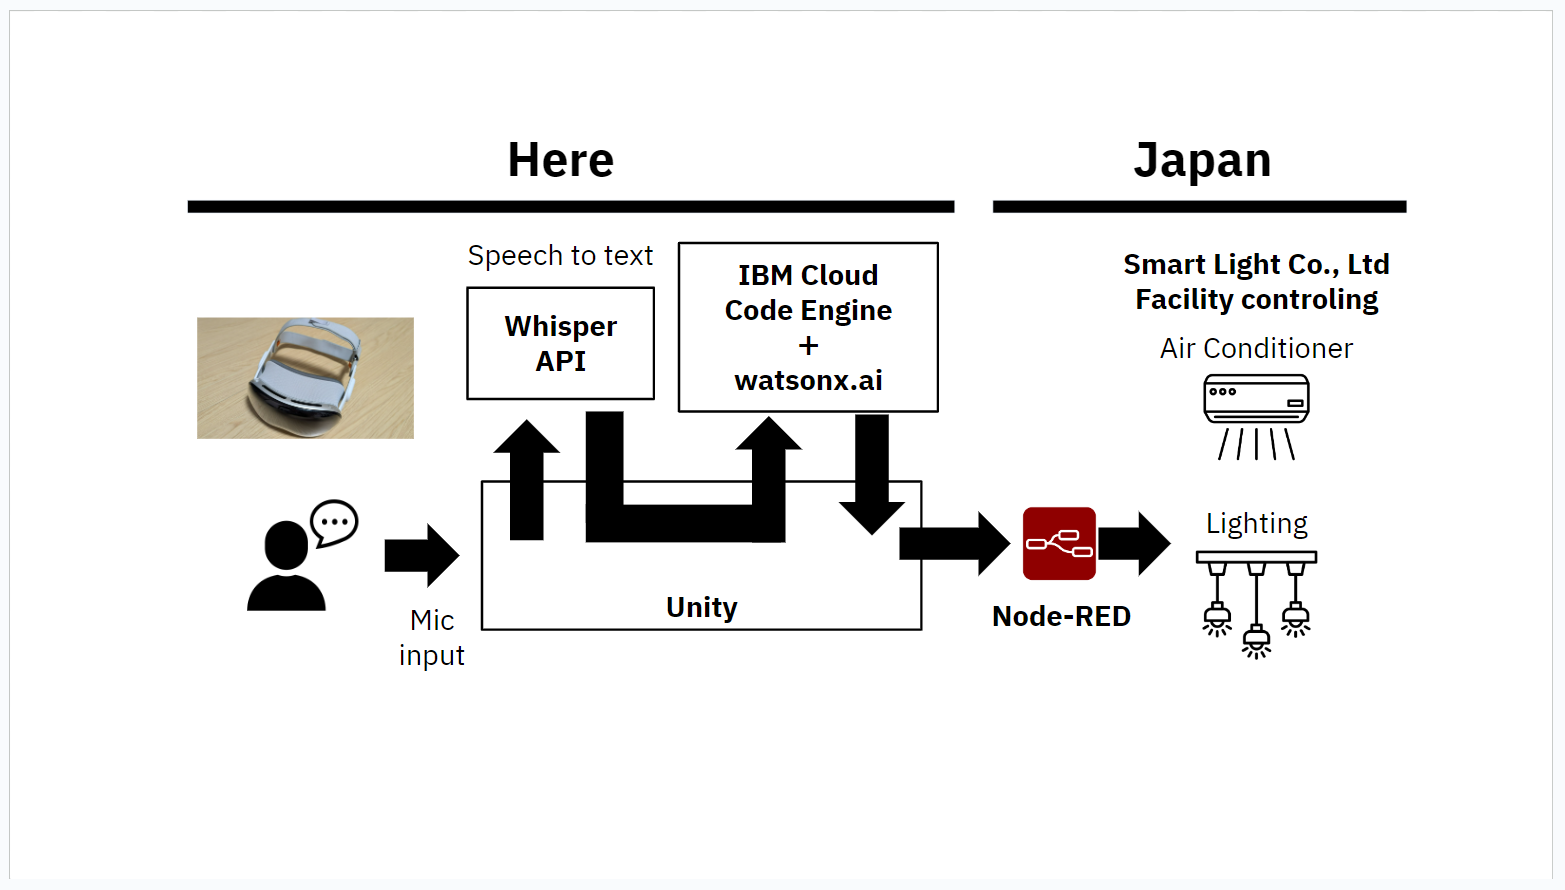 Here
Japan
Speech to text
Whisper
API
IBM Cloud
Code Engine
+
watsonx.ai
Smart Light Co., Ltd
Facility controling
Air Conditioner
Lighting
Mic
input
Unity
Node-RED